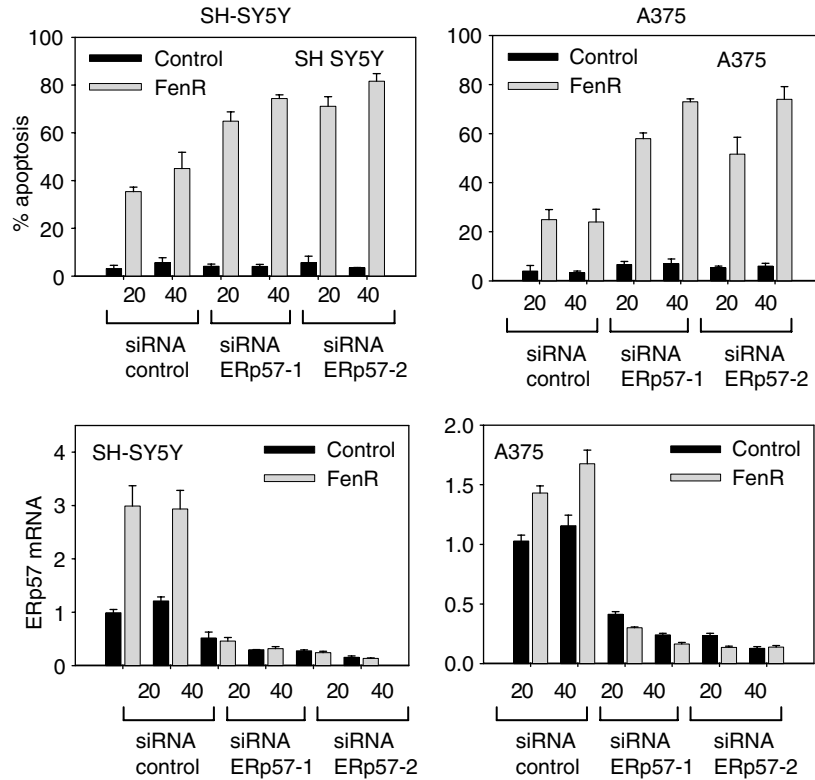 SH-SY5Y
A375
% apoptosis
100
80
60
40
20
0
Control
FenR
SH SY5Y
20 40 20 40 20 40
siRNA control
siRNA ERp57-1
siRNA ERp57-2
100
80
60
40
20
0
Control
FenR
A375
20 40 20 40 20 40
siRNA control
siRNA ERp57-1
siRNA ERp57-2
ERp57 mRNA
4
3
2
1
0
SH-SY5Y
Control
FenR
20 40 20 40 20 40
siRNA control
siRNA ERp57-1
siRNA ERp57-2
2.0
1.5
1.0
0.5
0.0
A375
Control
FenR
20 40 20 40 20 40
siRNA control
siRNA ERp57-1
siRNA ERp57-2